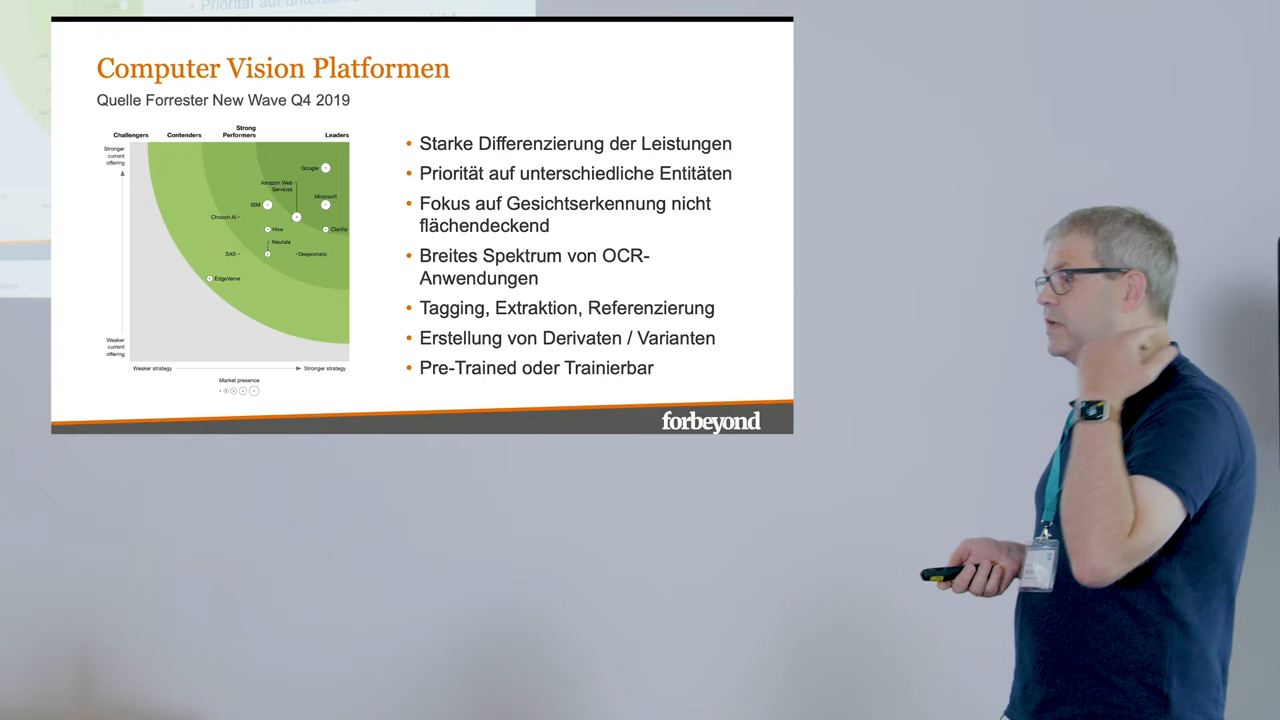 Priorität auf
Computer Vision Platformen
Quelle Forrester New Wave Q4 2019
Challengers
Contenders
Strong
Performers
Leaders
Stronger
current
offering
Google
Amazon Web
Services
Microsoft
IBM
Chooch AI
Hive
Clarifai
Neurala
SAS
Deepomatic
EdgeVerve
Weaker
current
offering
Weaker strategy
Stronger strategy
Market presence
• Starke Differenzierung der Leistungen
• Priorität auf unterschiedliche Entitäten
• Fokus auf Gesichtserkennung nicht
flächendeckend
• Breites Spektrum von OCR-
Anwendungen
• Tagging, Extraktion, Referenzierung
• Erstellung von Derivaten / Varianten
• Pre-Trained oder Trainierbar
forbeyond